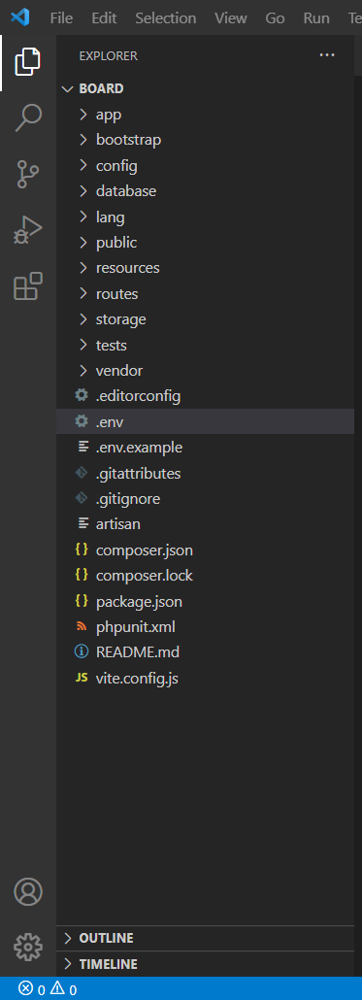 File Edit Selection View Go Run Te
EXPLORER
BOARD
app
bootstrap
config
database
lang
public
resources
routes
storage
tests
vendor
.editorconfig
.env
.env.example
.gitattributes
.gitignore
artisan
composer.json
composer.lock
package.json
phpunit.xml
README.md
JS vite.config.js
OUTLINE
TIMELINE
0 0